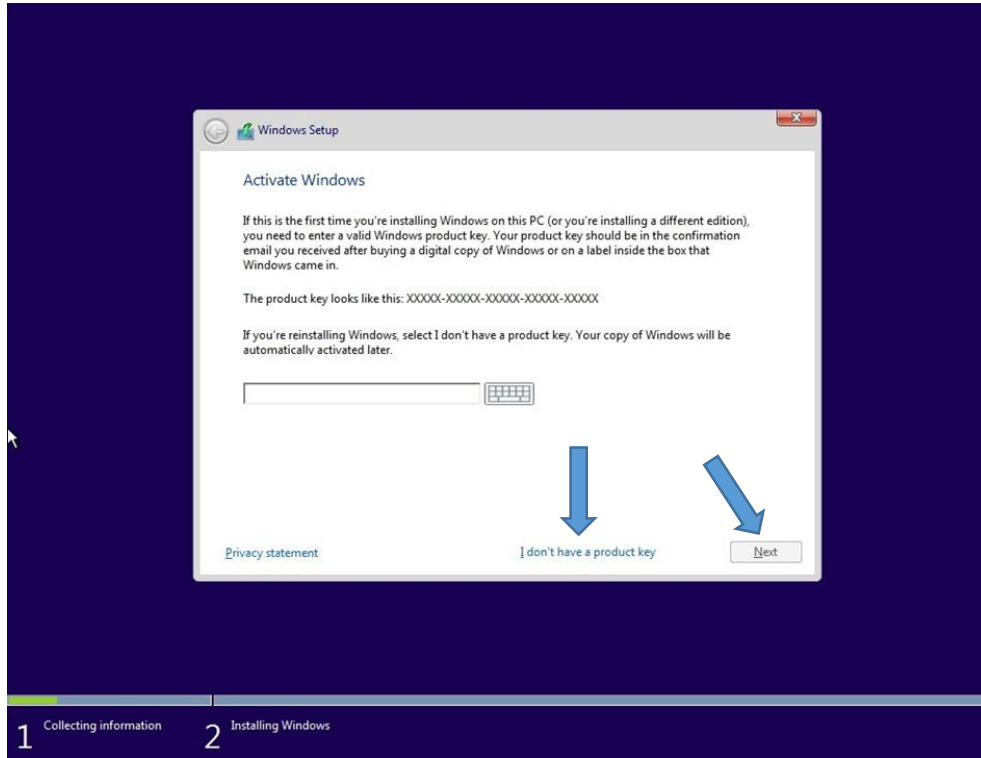 Windows Setup
Activate Windows
If this is the first time you're installing Windows on this PC (or you're installing a different edition),
you need to enter a valid Windows product key. Your product key should be in the confirmation
email you received after buying a digital copy of Windows or on a label inside the box that
Windows came in.
The product key looks like this: XXXXX-XXXXX-XXXXX-XXXXX-XXXXX
If you're reinstalling Windows, select I don't have a product key. Your copy of Windows will be
automatically activated later.
Privacy statement
I don't have a product key
Next
1 Collecting information
2 Installing Windows